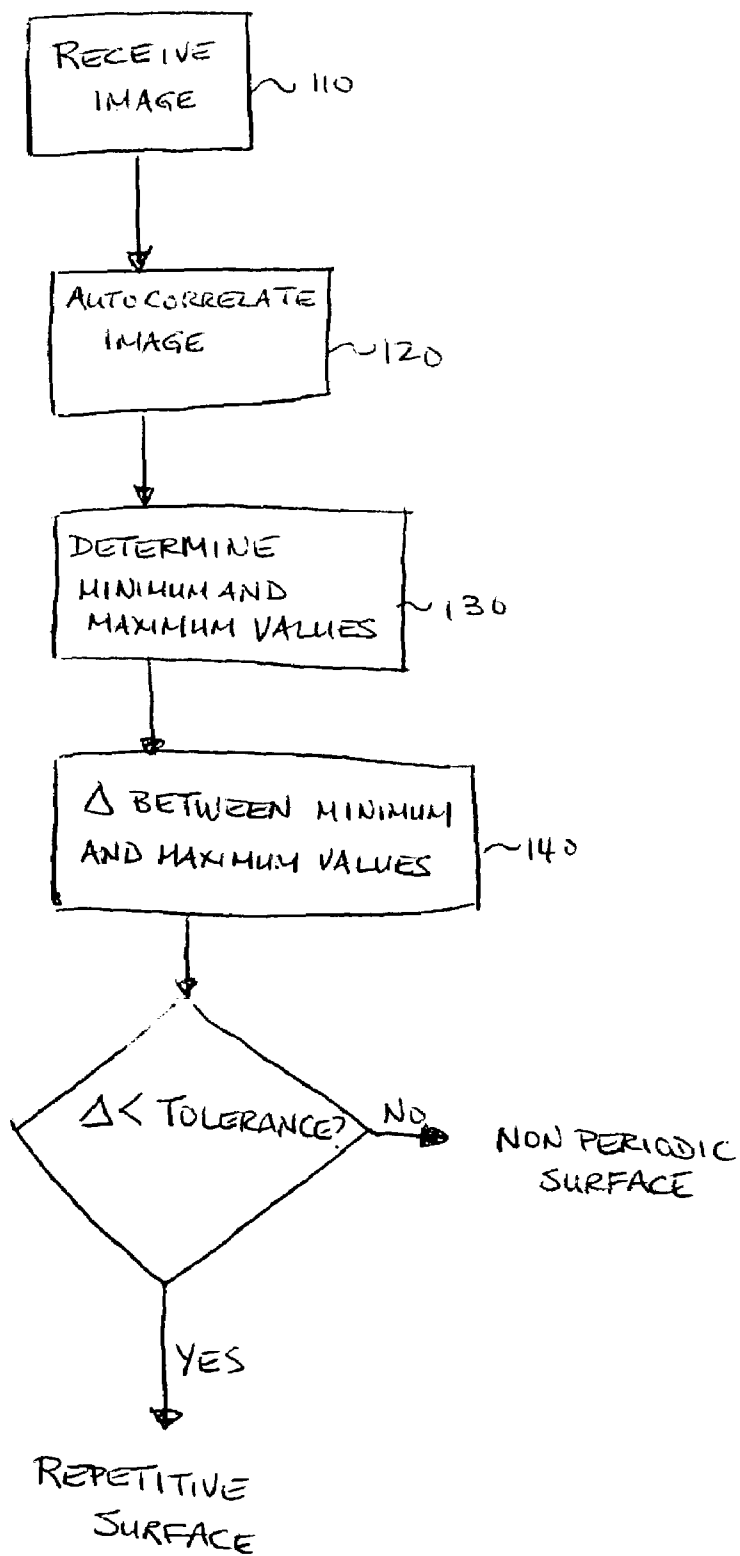 RECEIVE
IMAGE
110
AUTOCORRELATE
IMAGE
120
DETERMINE
MINIMUM AND
MAXIMUM VALUES
130
Δ BETWEEN MINIMUM
AND MAXIMUM VALUES
140
Δ < TOLERANCE?
NO
NON PERIODIC
SURFACE
YES
REPETITIVE
SURFACE